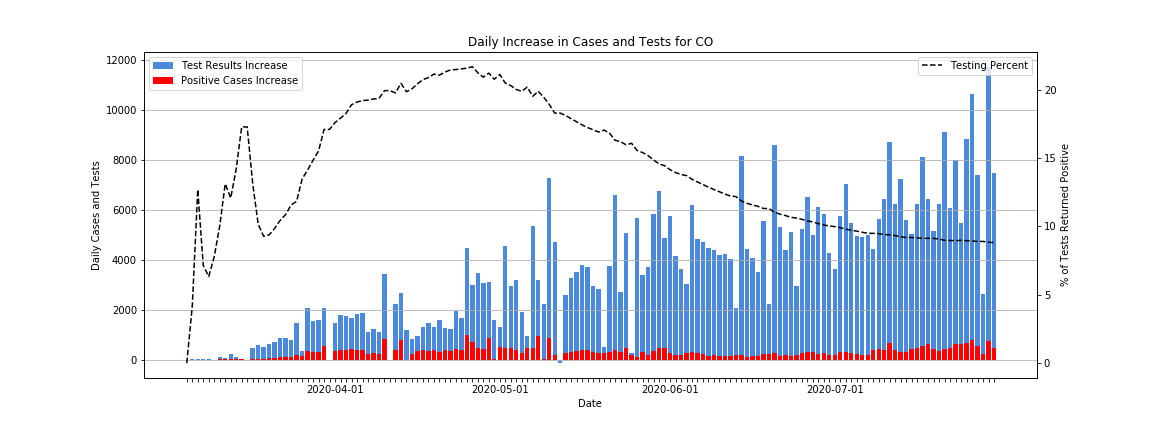 Daily Increase in Cases and Tests for CO
Test Results Increase
Positive Cases Increase
Testing Percent
12000
10000
8000
6000
4000
2000
0
Daily Cases and Tests
20
15
10
5
0
% of Tests Returned Positive
2020-04-01
2020-05-01
2020-06-01
2020-07-01
Date